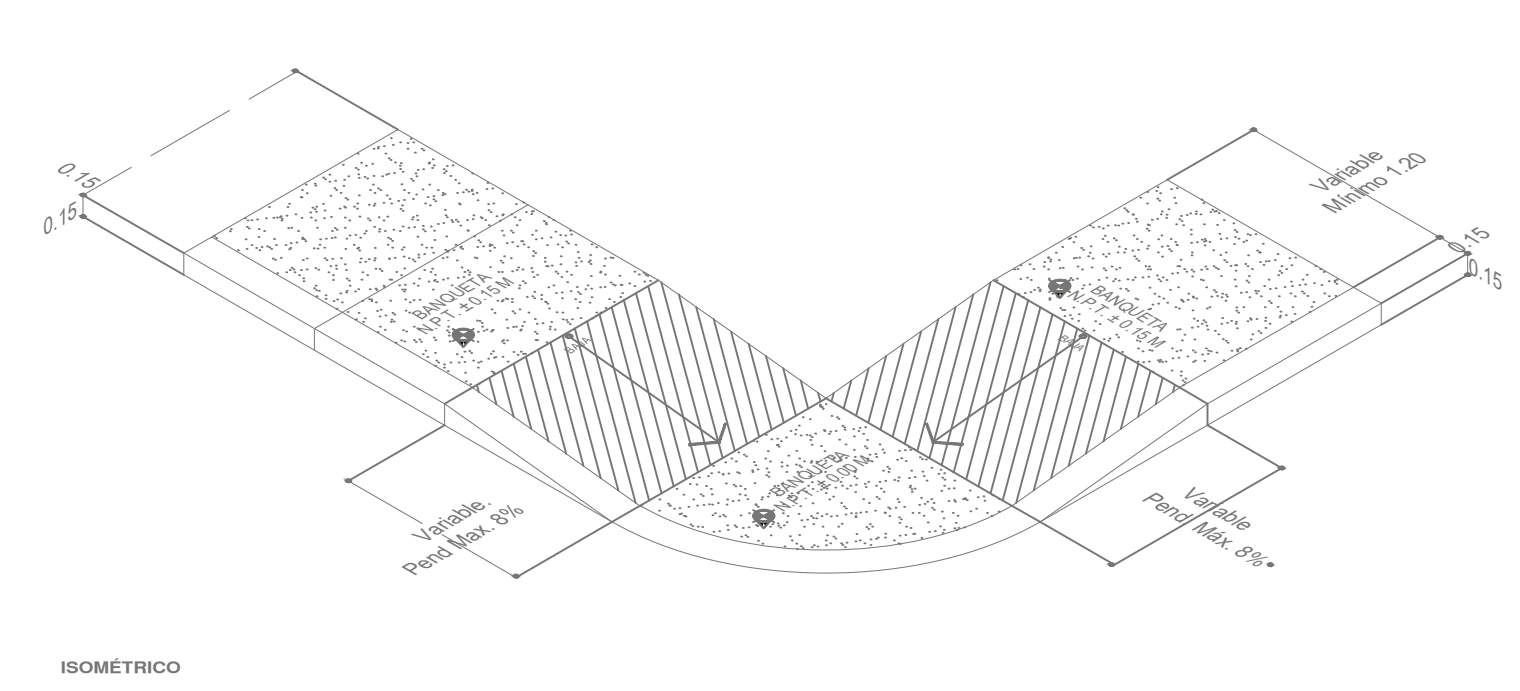 0.15
0.15
Variable
Mínimo 1.20
0.15
0.15
BANQUETA
N.P.T ±0.15 M
BANQUETA
N.P.T ±0.15 M
BAJA
BAJA
BANQUETA
N.P.T ±0.00 M
Variable.
Pend Max. 8%
Variable
Pend Máx. 8%
ISOMÉTRICO